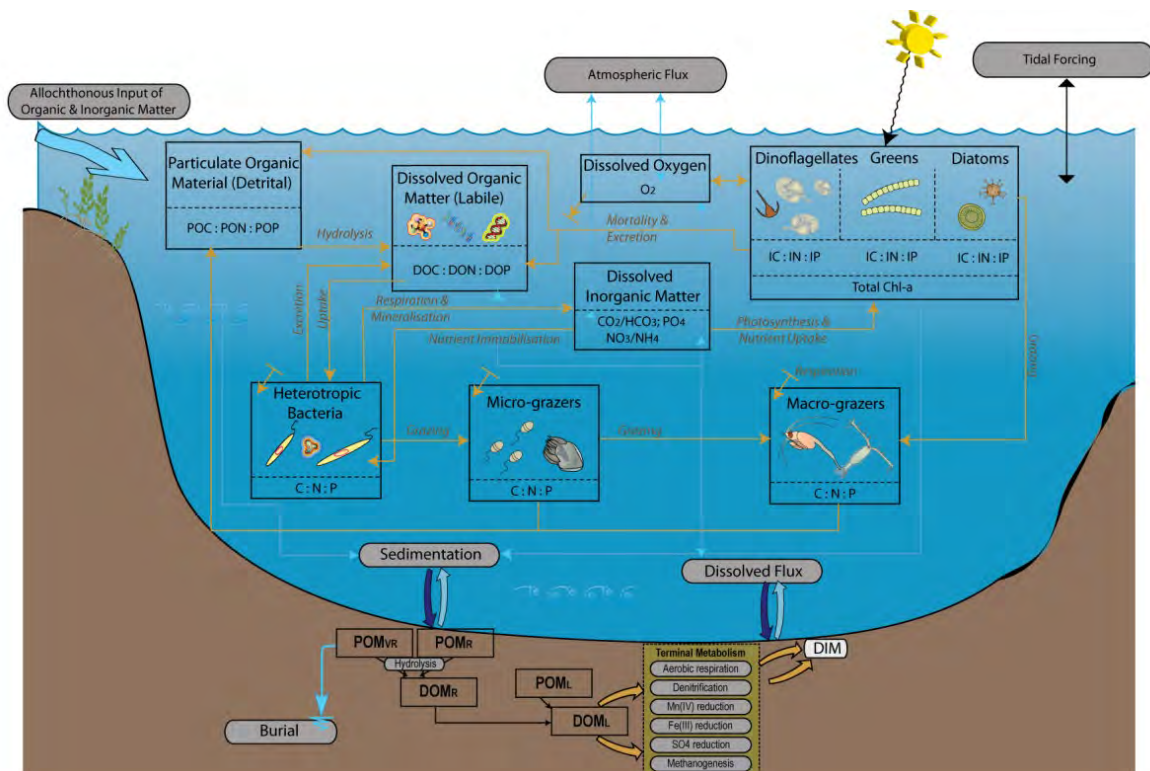 Atmospheric Flux
Tidal Forcing
Allochthonous Input of
Organic & Inorganic Matter
Particulate Organic
Material (Detrital)
POC : PON : POP
Hydrolysis
Dissolved Organic
Matter (Labile)
DOC : DON : DOP
Dissolved Oxygen
O2
Mortality &
Excretion
Dinoflagellates
Greens
Diatoms
IC : IN : IP
IC : IN : IP
IC : IN : IP
Total Chl-a
Dissolved
Inorganic Matter
CO2/HCO3; PO4
NO3/NH4
Excretion
Uptake
Respiration &
Mineralisation
Nutrient Immobilisation
Photosynthesis &
Nutrient Uptake
Grazing
Heterotropic
Bacteria
C : N : P
Grazing
Micro-grazers
C : N : P
Grazing
Respiration
Macro-grazers
C : N : P
Sedimentation
Dissolved Flux
POMVR
POMR
Hydrolysis
DOMR
POML
DOML
Burial
Terminal Metabolism
Aerobic respiration
Denitrification
Mn(IV) reduction
Fe(III) reduction
SO4 reduction
Methanogenesis
DIM